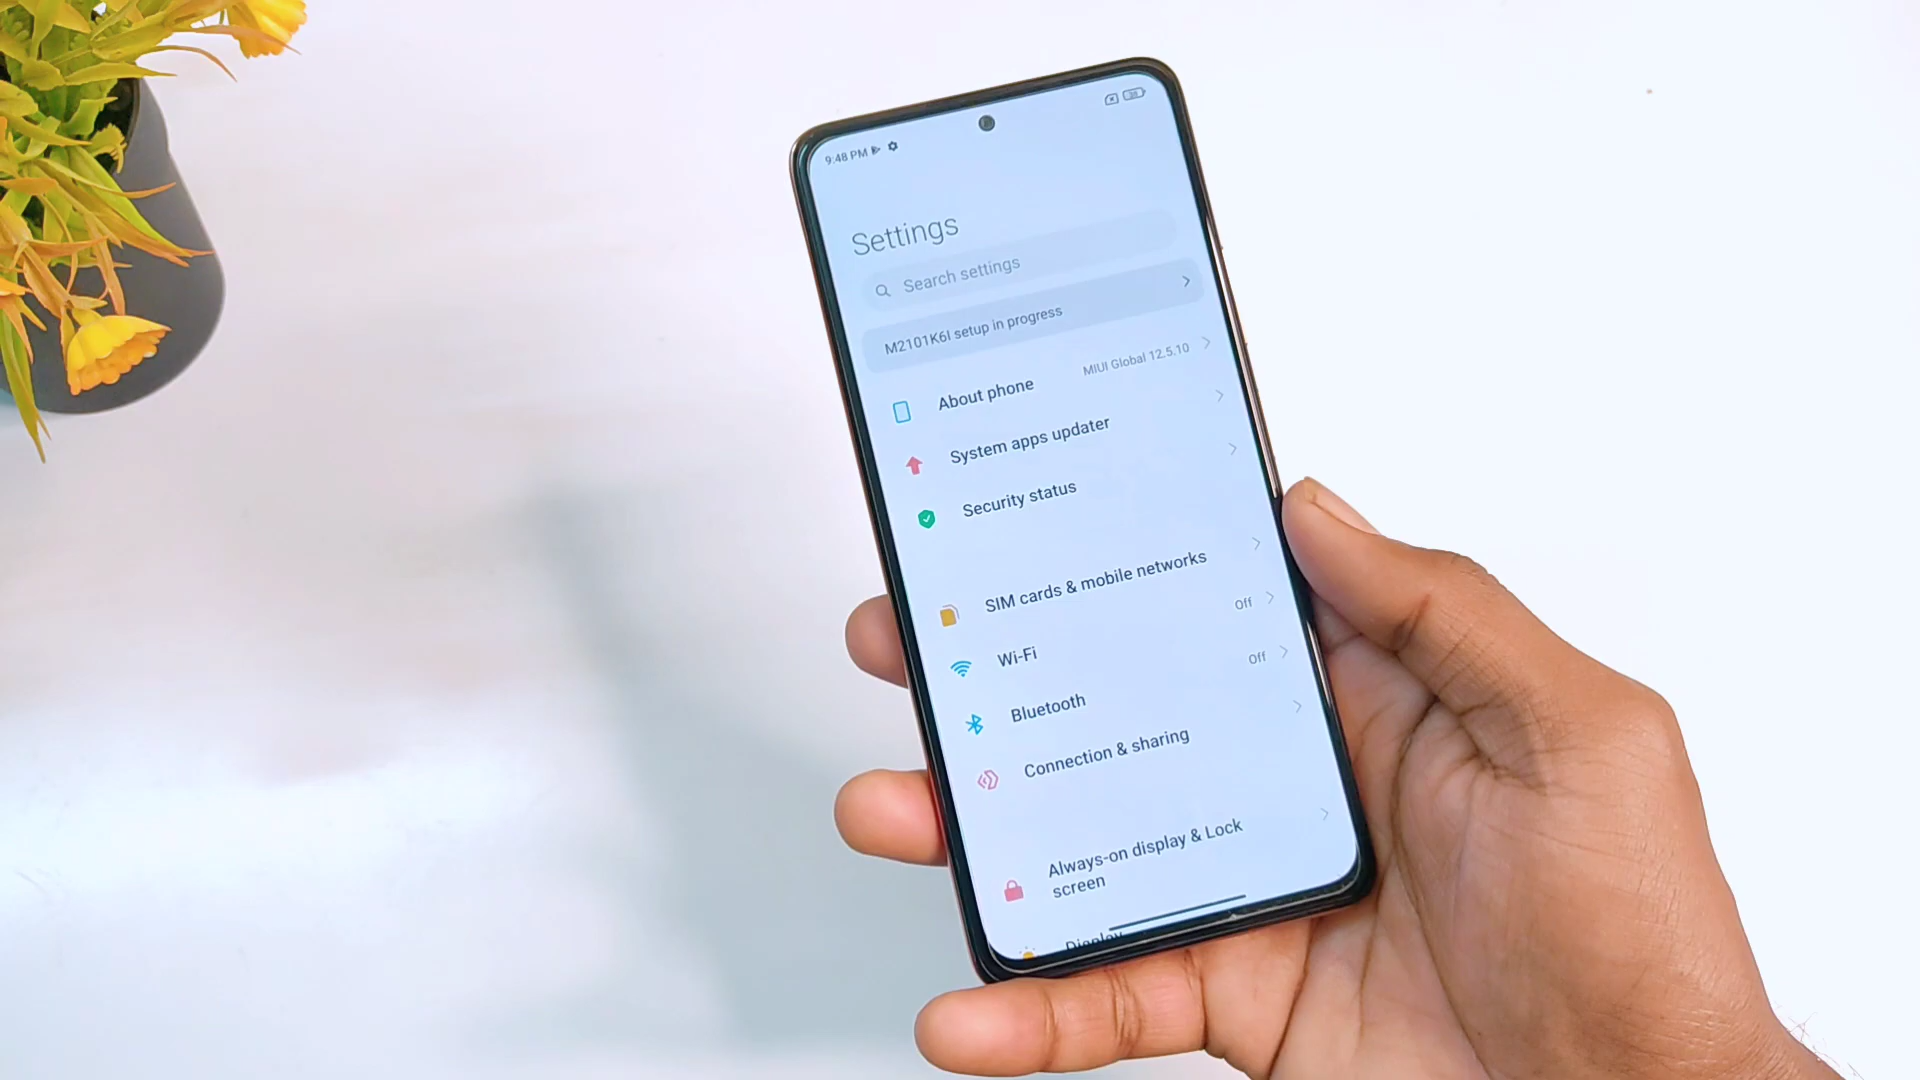 9:48 PM
Settings
Search settings
M2101K6I setup in progress
About phone MIUI Global 12.5.10
System apps updater
Security status
SIM cards & mobile networks
Wi-Fi Off
Bluetooth Off
Connection & sharing
Always-on display & Lock
screen
Display